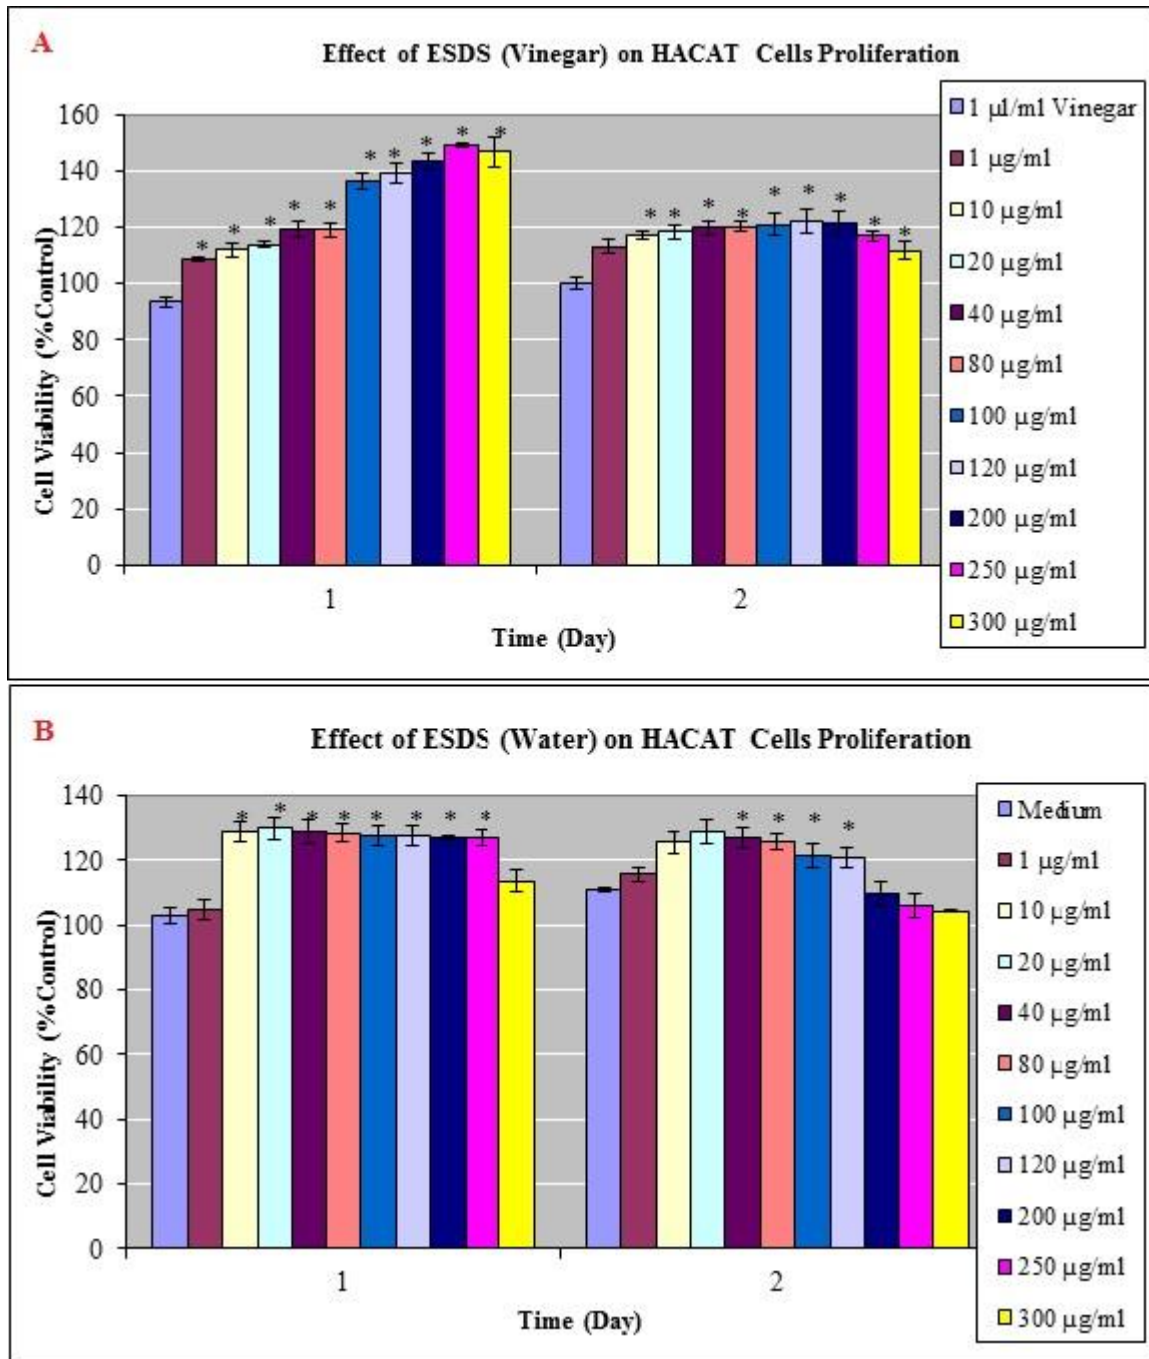 A
Effect of ESDS (Vinegar) on HACAT Cells Proliferation
Cell Viability (%Control)
160
140
120
100
80
60
40
20
0
* * * * * * * * * *
* * * * * * * * *
1
2
Time (Day)
1 µl/ml Vinegar
1 µg/ml
10 µg/ml
20 µg/ml
40 µg/ml
80 µg/ml
100 µg/ml
120 µg/ml
200 µg/ml
250 µg/ml
300 µg/ml
B
Effect of ESDS (Water) on HACAT Cells Proliferation
Cell Viability (%Control)
140
120
100
80
60
40
20
0
* * * * * * * *
* * * *
1
2
Time (Day)
Medium
1 µg/ml
10 µg/ml
20 µg/ml
40 µg/ml
80 µg/ml
100 µg/ml
120 µg/ml
200 µg/ml
250 µg/ml
300 µg/ml